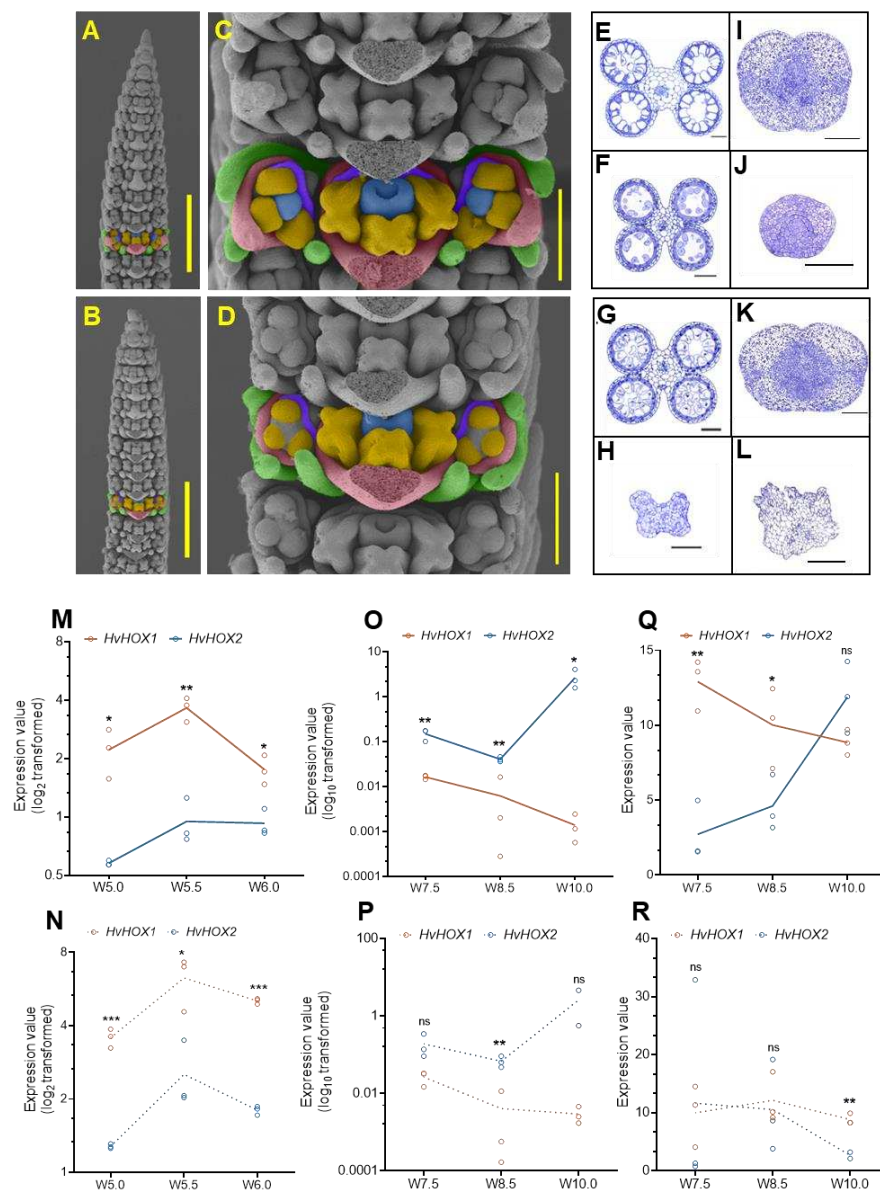 A
C
E
I
F
J
B
D
G
K
H
L
M
HvHOX1 HvHOX2
Expression value
(log2 transformed)
8
4
2
1
0.5
* ** *
W5.0 W5.5 W6.0
O
HvHOX1 HvHOX2
Expression value
(log10 transformed)
10
1
0.1
0.01
0.001
0.0001
** ** *
W7.5 W8.5 W10.0
Q
HvHOX1 HvHOX2
Expression value
15
10
5
0
** * ns
W7.5 W8.5 W10.0
N
HvHOX1 HvHOX2
Expression value
(log2 transformed)
8
4
2
1
*** * ***
W5.0 W5.5 W6.0
P
HvHOX1 HvHOX2
Expression value
(log10 transformed)
100
1
0.01
0.0001
ns ** ns
W7.5 W8.5 W10.0
R
HvHOX1 HvHOX2
Expression value
40
30
20
10
0
ns ns **
W7.5 W8.5 W10.0